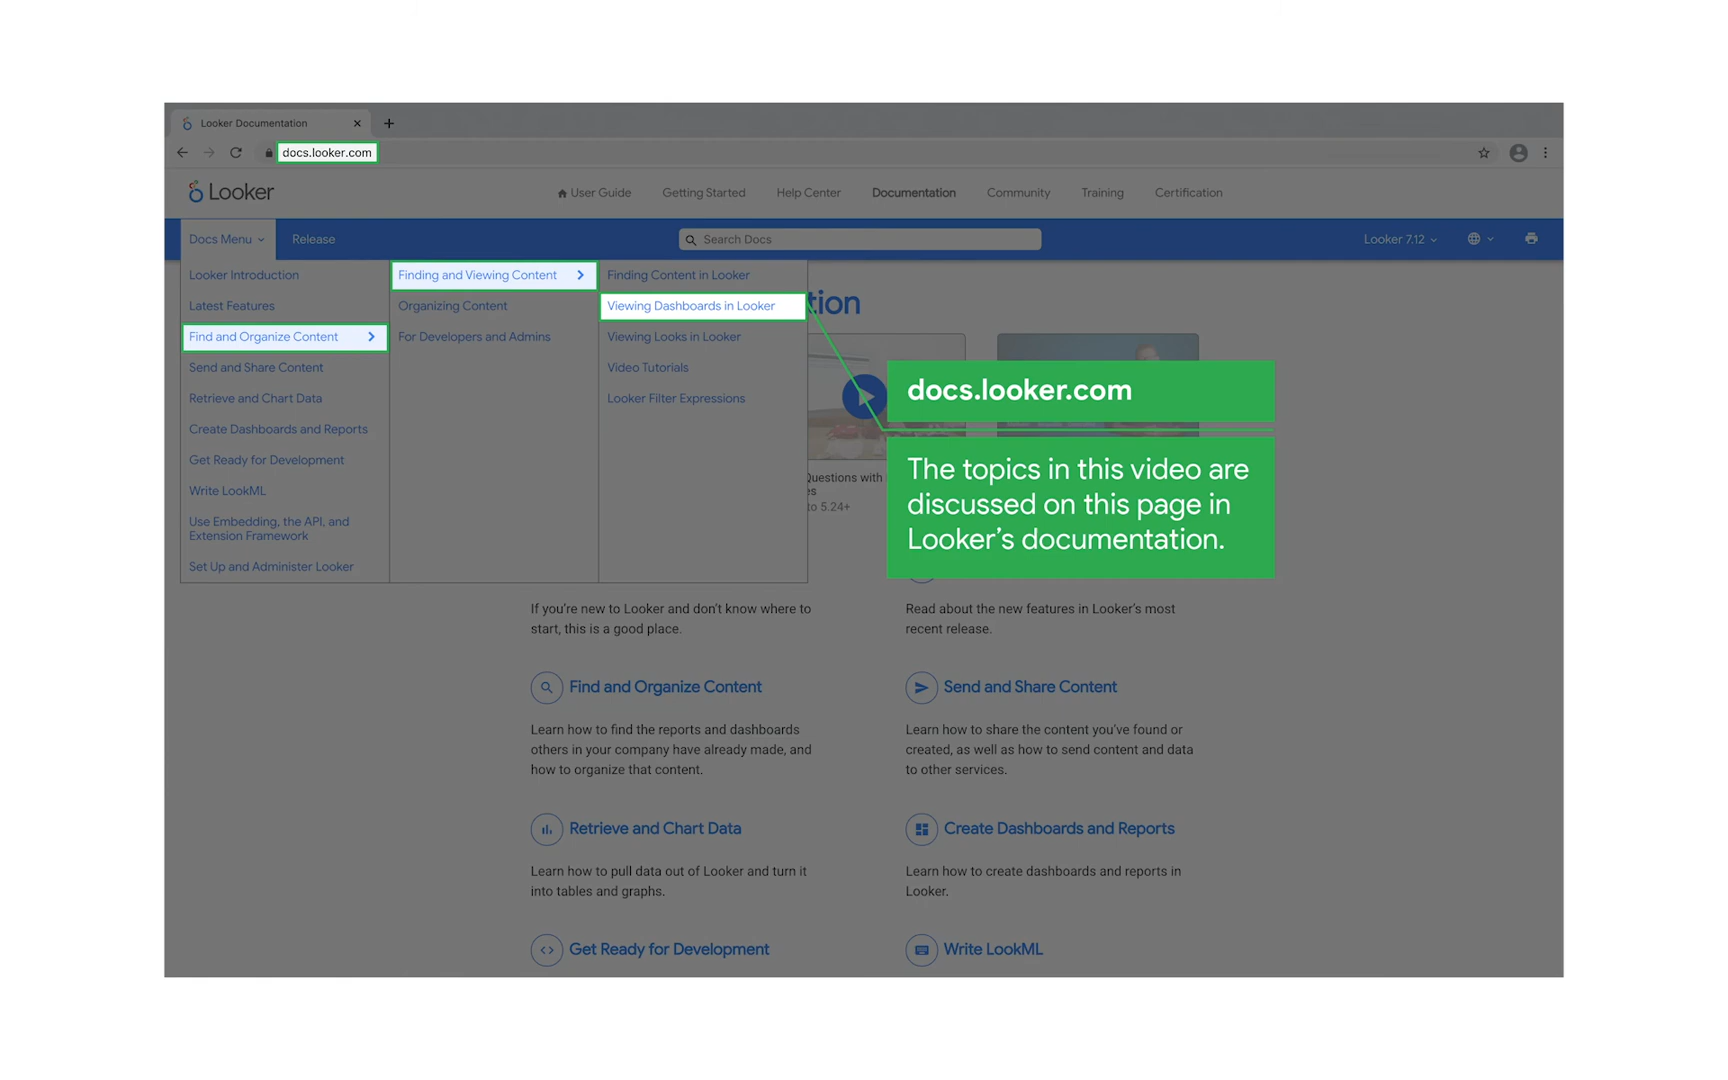 Looker Documentation
docs.looker.com
Looker
User Guide
Getting Started
Help Center
Documentation
Community
Training
Certification
Docs Menu
Release
Search Docs
Looker 7.12
Looker Introduction
Latest Features
Find and Organize Content
Send and Share Content
Retrieve and Chart Data
Create Dashboards and Reports
Get Ready for Development
Write LookML
Use Embedding, the API, and
Extension Framework
Set Up and Administer Looker
Finding and Viewing Content
Organizing Content
For Developers and Admins
Finding Content in Looker
Viewing Dashboards in Looker
Viewing Looks in Looker
Video Tutorials
Looker Filter Expressions
tion
Questions with
es
to 5.24+
docs.looker.com
The topics in this video are
discussed on this page in
Looker's documentation.
If you're new to Looker and don't know where to
start, this is a good place.
Read about the new features in Looker's most
recent release.
Find and Organize Content
Learn how to find the reports and dashboards
others in your company have already made, and
how to organize that content.
Send and Share Content
Learn how to share the content you've found or
created, as well as how to send content and data
to other services.
Retrieve and Chart Data
Learn how to pull data out of Looker and turn it
into tables and graphs.
Create Dashboards and Reports
Learn how to create dashboards and reports in
Looker.
Get Ready for Development
Write LookML